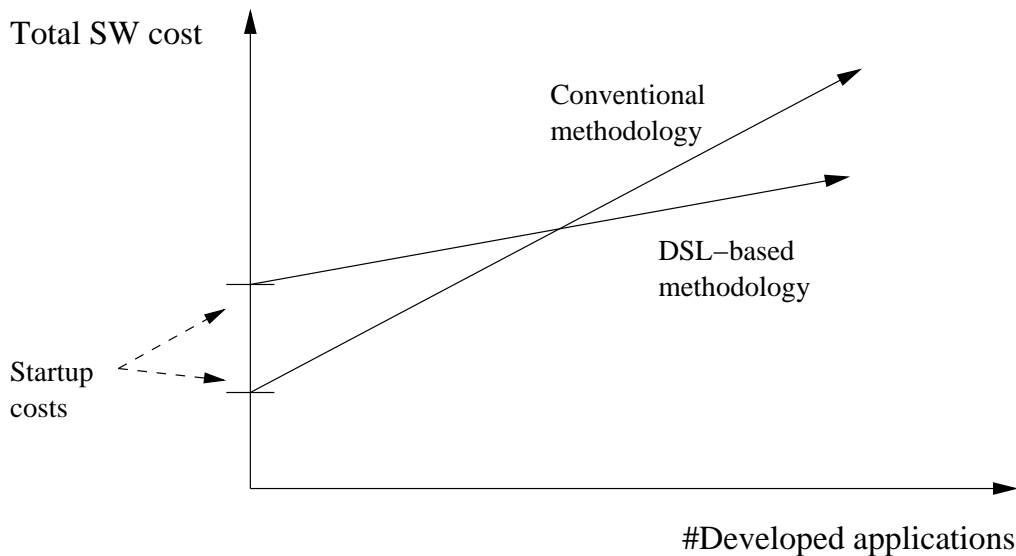 Total SW cost
Conventional
methodology
DSL−based
methodology
Startup
costs
#Developed applications